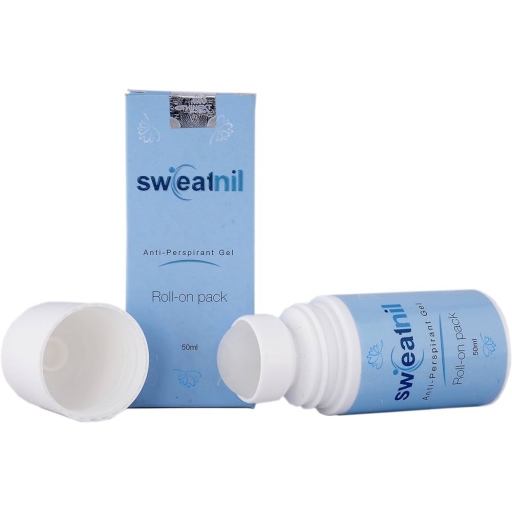 sweatnil
Anti-Perspirant Gel
Roll-on pack
50ml
sweatnil
Anti-Perspirant Gel
Roll-on pack
50ml